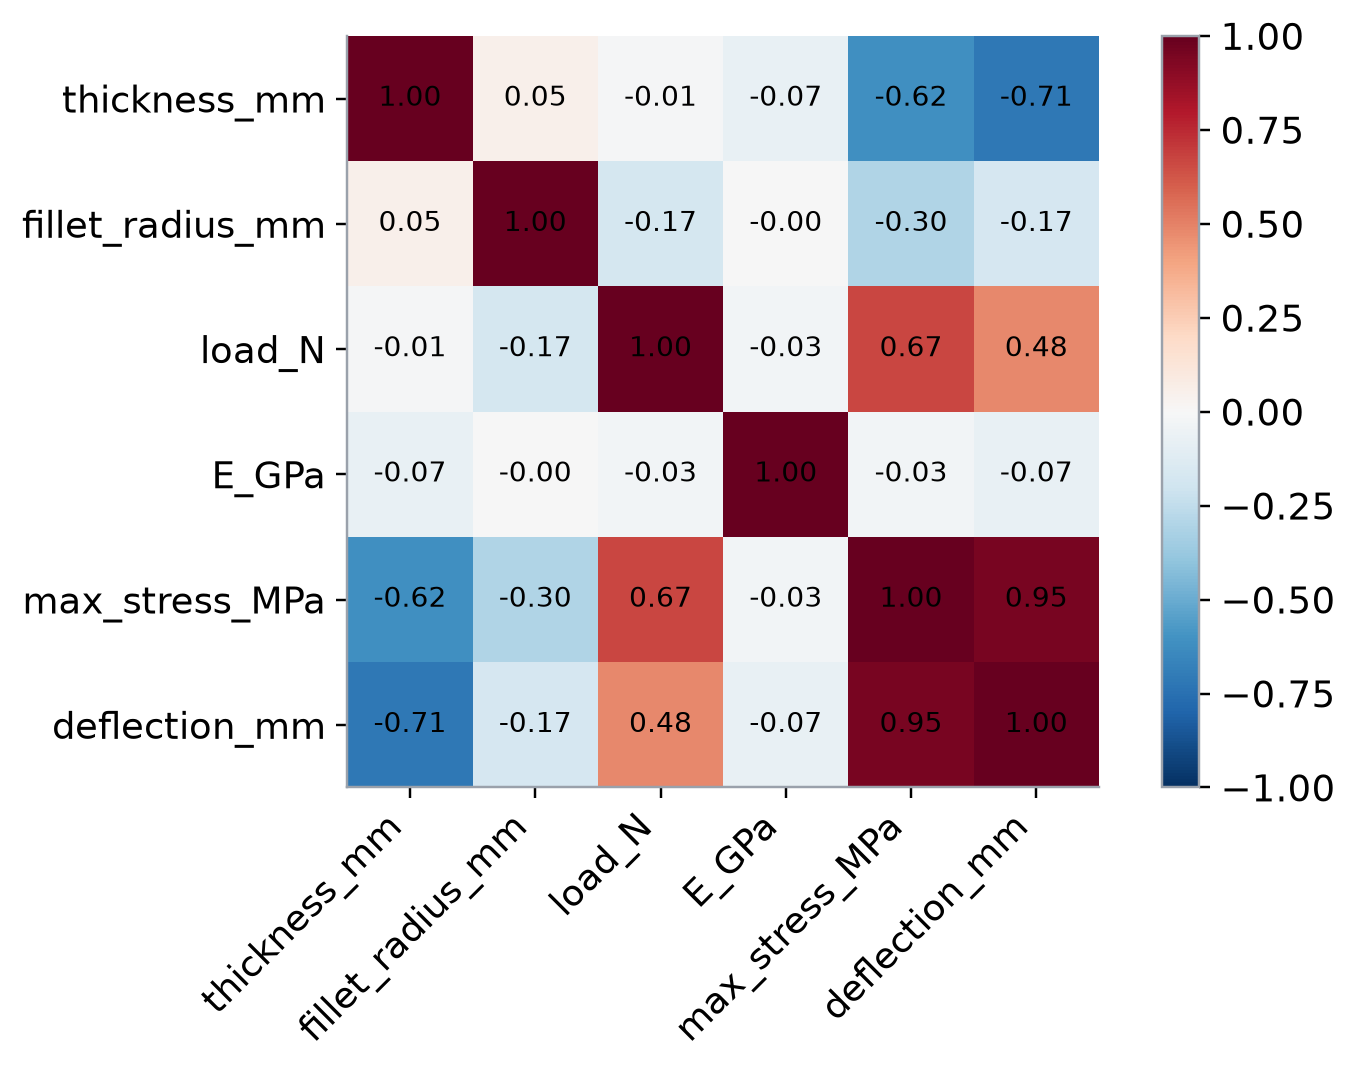 thickness_mm 1.00 0.05 -0.01 -0.07 -0.62 -0.71
fillet_radius_mm 0.05 1.00 -0.17 -0.00 -0.30 -0.17
load_N -0.01 -0.17 1.00 -0.03 0.67 0.48
E_GPa -0.07 -0.00 -0.03 1.00 -0.03 -0.07
max_stress_MPa -0.62 -0.30 0.67 -0.03 1.00 0.95
deflection_mm -0.71 -0.17 0.48 -0.07 0.95 1.00
thickness_mm
fillet_radius_mm
load_N
E_GPa
max_stress_MPa
deflection_mm
1.00
0.75
0.50
0.25
0.00
−0.25
−0.50
−0.75
−1.00